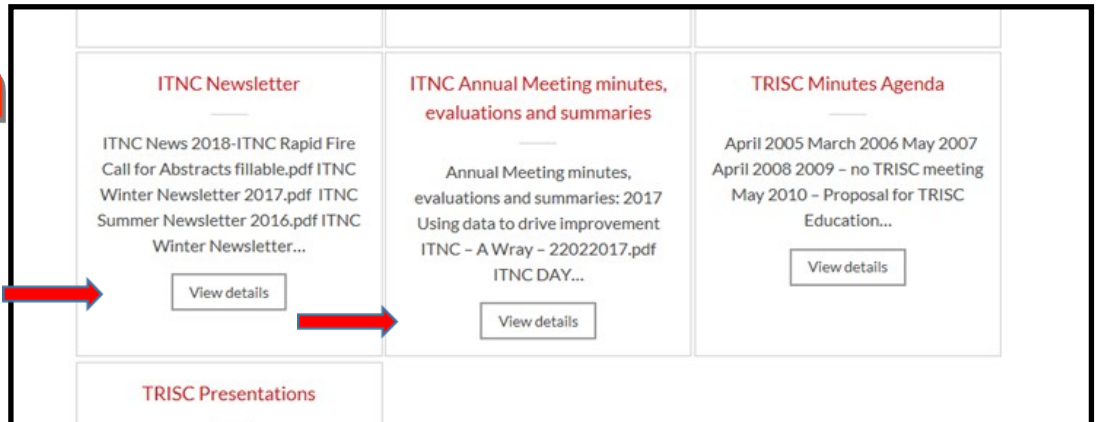 ITNC Newsletter
ITNC News 2018-ITNC Rapid Fire
Call for Abstracts fillable.pdf ITNC
Winter Newsletter 2017.pdf ITNC
Summer Newsletter 2016.pdf ITNC
Winter Newsletter...
View details
ITNC Annual Meeting minutes,
evaluations and summaries
Annual Meeting minutes,
evaluations and summaries: 2017
Using data to drive improvement
ITNC – A Wray – 22022017.pdf
ITNC DAY...
View details
TRISC Minutes Agenda
April 2005 March 2006 May 2007
April 2008 2009 – no TRISC meeting
May 2010 – Proposal for TRISC
Education...
View details
TRISC Presentations